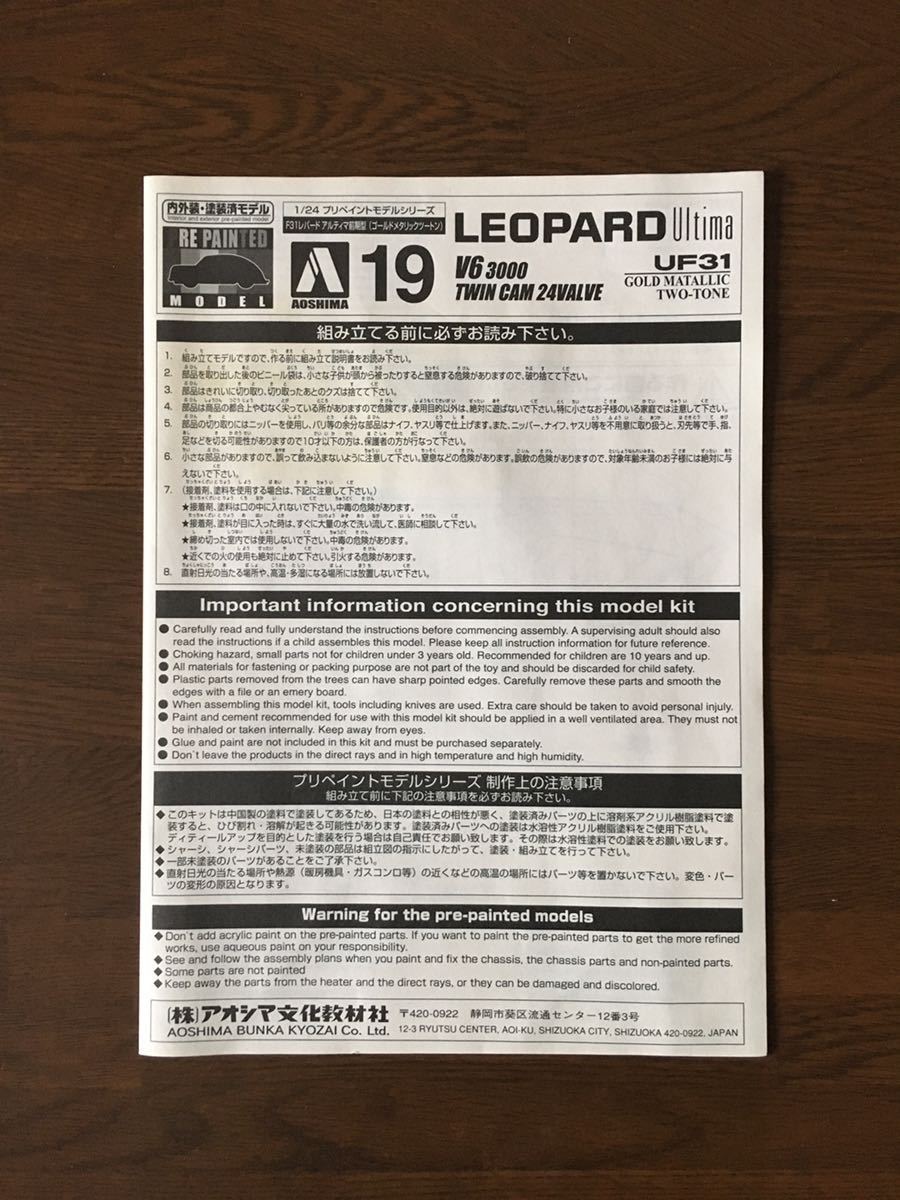 内外装・塗装済モデル
Interior and exterior pre-painted model
RE PAINTED
MODEL
1/24 プリペイントモデルシリーズ
F31レパード アルティマ前期型 (ゴールドメタリックツートン)
AOSHIMA
19
LEOPARD Ultima
V6 3000
TWIN CAM 24VALVE
UF31
GOLD MATALLIC
TWO-TONE
組み立てる前に必ずお読み下さい。
1. 組み立てモデルですので、作る前に組み立て説明書をお読み下さい。
2. 部品を取り出した後のビニール袋は、小さな子供が頭から被ったりすると窒息する危険がありますので、破り捨てて下さい。
3. 部品はきれいに切り取り、切り取ったあとのクズは捨てて下さい。
4. 部品は商品の都合上やむなく尖っている所がありますので危険です。使用目的以外は、絶対に遊ばないで下さい。特に小さなお子様のいる家庭では注意して下さい。
5. 部品の切り取りにはニッパーを使用し、バリ等の余分な部品はナイフ、ヤスリ等で仕上げます。また、ニッパー、ナイフ、ヤスリ等を不用意に取り扱うと、刃先等で手、指、
足などを切る可能性がありますので10才以下の方は、保護者の方が行なって下さい。
6. 小さな部品がありますので、誤って飲み込まないように注意して下さい。窒息などの危険があります。誤飲の危険がありますので、対象年齢未満のお子様には絶対に与
えないで下さい。
7. (接着剤、塗料を使用する場合は、下記に注意して下さい。)
★接着剤、塗料は口の中に入れないで下さい。中毒の危険があります。
★接着剤、塗料が目に入った時は、すぐに大量の水で洗い流して、医師に相談して下さい。
★締め切った室内では使用しないで下さい。中毒の危険があります。
★近くでの火の使用も絶対に止めて下さい。引火する危険があります。
8. 直射日光の当たる場所や、高温・多湿になる場所には放置しないで下さい。
Important information concerning this model kit
● Carefully read and fully understand the instructions before commencing assembly. A supervising adult should also
read the instructions if a child assembles this model. Please keep all instruction information for future reference.
● Choking hazard, small parts not for children under 3 years old. Recommended for children are 10 years and up.
● All materials for fastening or packing purpose are not part of the toy and should be discarded for child safety.
● Plastic parts removed from the trees can have sharp pointed edges. Carefully remove these parts and smooth the
edges with a file or an emery board.
● When assembling this model kit, tools including knives are used. Extra care should be taken to avoid personal injuly.
● Paint and cement recommended for use with this model kit should be applied in a well ventilated area. They must not
be inhaled or taken internally. Keep away from eyes.
● Glue and paint are not included in this kit and must be purchased separately.
● Don`t leave the products in the direct rays and in high temperature and high humidity.
プリペイントモデルシリーズ 制作上の注意事項
組み立て前に下記の注意事項を必ずお読み下さい。
◆ このキットは中国製の塗料で塗装してあるため、日本の塗料との相性が悪く、塗装済みパーツの上に溶剤系アクリル樹脂塗料で塗
装すると、ひび割れ・溶解が起きる可能性があります。塗装済みパーツへの塗装は水溶性アクリル樹脂塗料をご使用下さい。
ディティールアップを目的とした塗装を行う場合は自己責任でお願い致します。その際は水溶性塗料での塗装をお願い致します。
◆ シャーシ、シャーシパーツ、未塗装の部品は組立図の指示にしたがって、塗装・組み立てを行って下さい。
◆ 一部未塗装のパーツがあることをご了承下さい。
◆ 直射日光の当たる場所や熱源（暖房機具・ガスコンロ等）の近くなどの高温の場所にはパーツ等を置かないで下さい。変色・パー
ツの変形の原因となります。
Warning for the pre-painted models
◆ Don`t add acrylic paint on the pre-painted parts. If you want to paint the pre-painted parts to get the more refined
works, use aqueous paint on your responsibility.
◆ See and follow the assembly plans when you paint and fix the chassis, the chassis parts and non-painted parts.
◆ Some parts are not painted
◆ Keep away the parts from the heater and the direct rays, or they can be damaged and discolored.
(株)アオシマ文化教材社 〒420-0922 静岡市葵区流通センター12番3号
AOSHIMA BUNKA KYOZAI Co. Ltd. 12-3 RYUTSU CENTER, AOI-KU, SHIZUOKA CITY, SHIZUOKA 420-0922, JAPAN